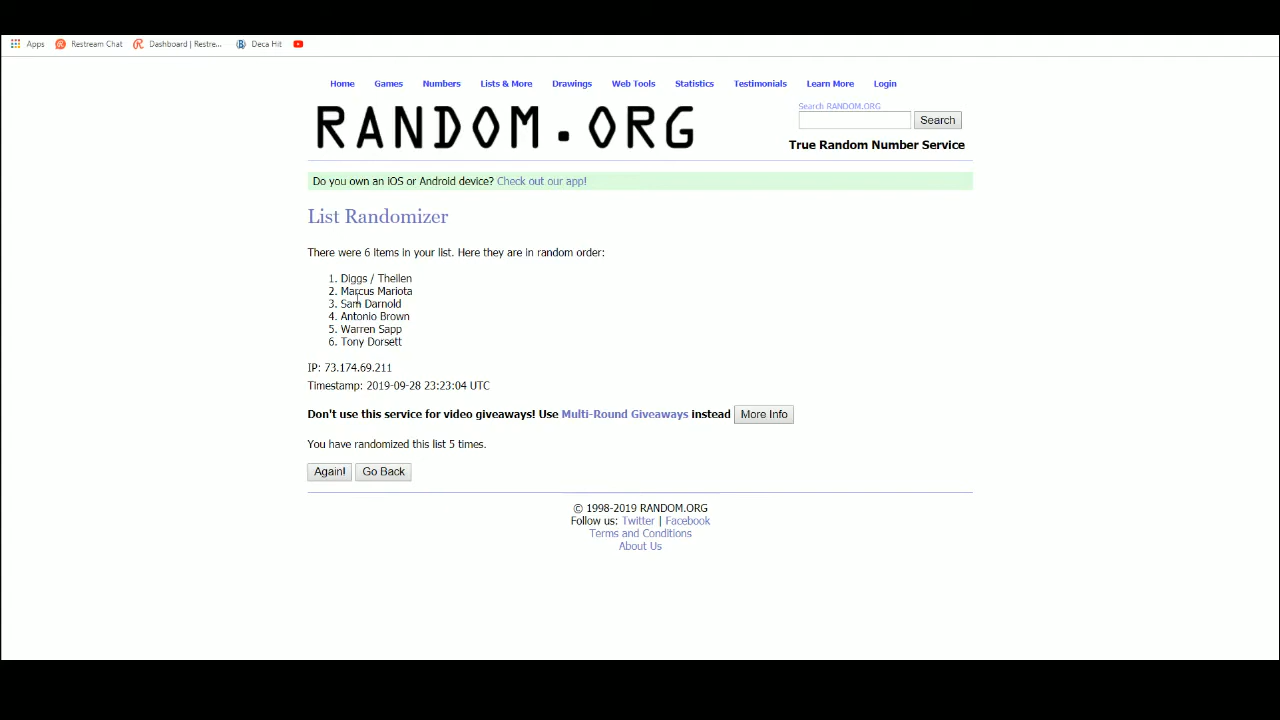 Apps Restream Chat Dashboard | Restre... Deca Hit
Home Games Numbers Lists & More Drawings Web Tools Statistics Testimonials Learn More Login
RANDOM.ORG
Search RANDOM.ORG
Search
True Random Number Service
Do you own an iOS or Android device? Check out our app!
List Randomizer
There were 6 items in your list. Here they are in random order:
1. Diggs / Theilen
2. Marcus Mariota
3. Sam Darnold
4. Antonio Brown
5. Warren Sapp
6. Tony Dorsett
IP: 73.174.69.211
Timestamp: 2019-09-28 23:23:04 UTC
Don't use this service for video giveaways! Use Multi-Round Giveaways instead More Info
You have randomized this list 5 times.
Again! Go Back
© 1998-2019 RANDOM.ORG
Follow us: Twitter | Facebook
Terms and Conditions
About Us